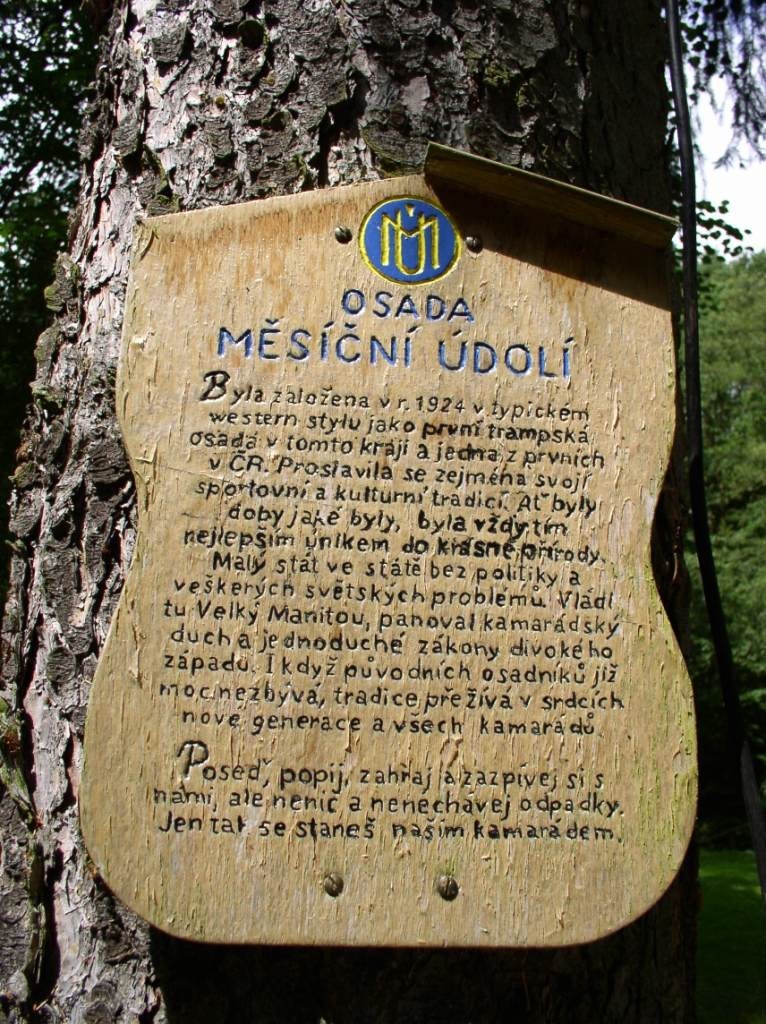 MÚ
OSADA
MĚSÍČNÍ ÚDOLÍ
Byla založena v r. 1924 v typickém
western stylu jako první trampská
osada v tomto kraji a jedna z prvních
v ČR. Proslavila se zejména svojí
sportovní a kulturní tradicí. Ať byly
doby jaké byly, byla vždy tím
nejlepším únikem do krásné přírody.
Malý stát ve státě bez politiky a
veškerých světských problémů. Vládl
tu Velký Manitou, panoval kamarádský
duch a jednoduché zákony divokého
západu. I když původních osadníků již
moc nezbývá, tradice přežívá v srdcích
nové generace a všech kamarádů.
Poseď, popij, zahraj a zazpívej si s
námi, ale nenič a nenechávej odpadky.
Jen tak se staneš naším kamarádem.